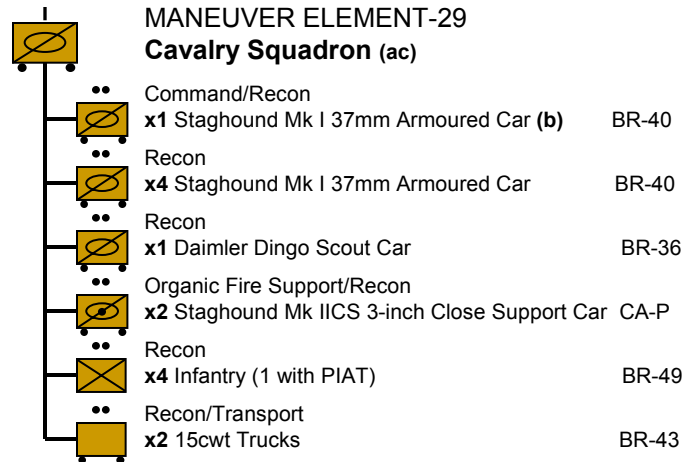 MANEUVER ELEMENT-29
Cavalry Squadron (ac)
Command/Recon
x1 Staghound Mk I 37mm Armoured Car (b) BR-40
Recon
x4 Staghound Mk I 37mm Armoured Car BR-40
Recon
x1 Daimler Dingo Scout Car BR-36
Organic Fire Support/Recon
x2 Staghound Mk IICS 3-inch Close Support Car CA-P
Recon
x4 Infantry (1 with PIAT) BR-49
Recon/Transport
x2 15cwt Trucks BR-43